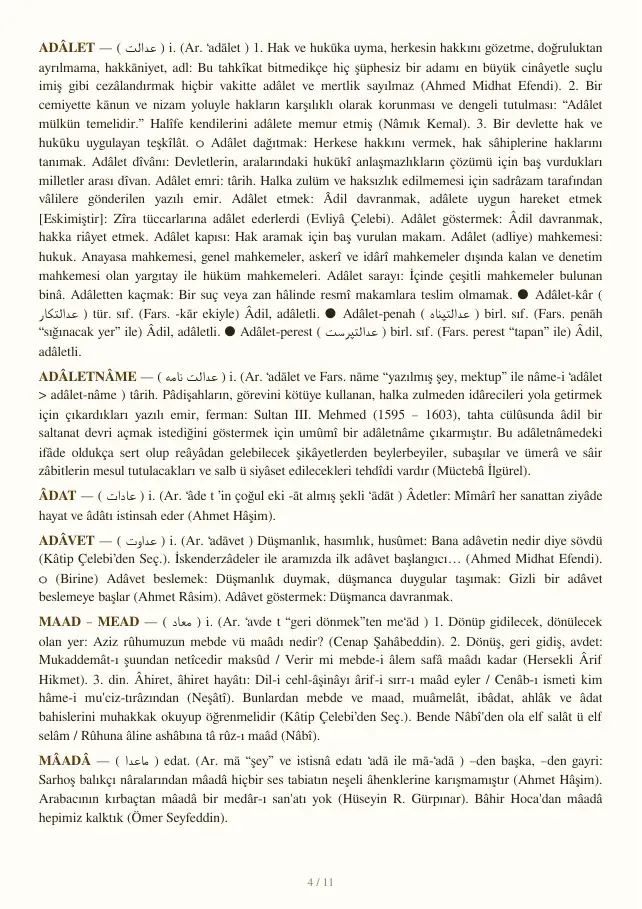 ADÂLET — ( عدالت ) i. (Ar. ‘adālet ) 1. Hak ve hukūka uyma, herkesin hakkını gözetme, doğruluktan
ayrılmama, hakkāniyet, adl: Bu tahkîkat bitmedikçe hiç şüphesiz bir adamı en büyük cinâyetle suçlu
imiş gibi cezâlandırmak hiçbir vakitte adâlet ve mertlik sayılmaz (Ahmed Midhat Efendi). 2. Bir
cemiyette kānun ve nizam yoluyle hakların karşılıklı olarak korunması ve dengeli tutulması: “Adâlet
mülkün temelidir.” Halîfe kendilerini adâlete memur etmiş (Nâmık Kemal). 3. Bir devlette hak ve
hukūku uygulayan teşkîlât. ο Adâlet dağıtmak: Herkese hakkını vermek, hak sâhiplerine haklarını
tanımak. Adâlet dîvânı: Devletlerin, aralarındaki hukūkî anlaşmazlıkların çözümü için baş vurdukları
milletler arası dîvan. Adâlet emri: târih. Halka zulüm ve haksızlık edilmemesi için sadrâzam tarafından
vâlilere gönderilen yazılı emir. Adâlet etmek: Âdil davranmak, adâlete uygun hareket etmek
[Eskimiştir]: Zîra tüccarlarına adâlet ederlerdi (Evliyâ Çelebi). Adâlet göstermek: Âdil davranmak,
hakka riâyet etmek. Adâlet kapısı: Hak aramak için baş vurulan makam. Adâlet (adliye) mahkemesi:
hukuk. Anayasa mahkemesi, genel mahkemeler, askerî ve idârî mahkemeler dışında kalan ve denetim
mahkemesi olan yargıtay ile hüküm mahkemeleri. Adâlet sarayı: İçinde çeşitli mahkemeler bulunan
binâ. Adâletten kaçmak: Bir suç veya zan hâlinde resmî makamlara teslim olmamak. ● Adâlet-kâr (
عدالتكار ) tür. sıf. (Fars. -kār ekiyle) Âdil, adâletli. ● Adâlet-penah ( عدالتپناه ) birl. sıf. (Fars. penāh
“sığınacak yer” ile) Âdil, adâletli. ● Adâlet-perest ( عدالتپرست ) birl. sıf. (Fars. perest “tapan” ile) Âdil,
adâletli.
ADÂLETNÂME — ( عدالت نامه ) i. (Ar. ‘adālet ve Fars. nāme “yazılmış şey, mektup” ile nâme-i ‘adâlet
> adâlet-nâme ) târih. Pâdişahların, görevini kötüye kullanan, halka zulmeden idârecileri yola getirmek
için çıkardıkları yazılı emir, ferman: Sultan III. Mehmed (1595 – 1603), tahta cülûsunda âdil bir
saltanat devri açmak istediğini göstermek için umûmî bir adâletnâme çıkarmıştır. Bu adâletnâmedeki
ifâde oldukça sert olup reâyâdan gelebilecek şikâyetlerden beylerbeyiler, subaşılar ve ümerâ ve sâir
zâbitlerin mesul tutulacakları ve salb ü siyâset edilecekleri tehdîdi vardır (Müctebâ İlgürel).
ÂDAT — ( عادات ) i. (Ar. ‘āde t ’in çoğul eki -āt almış şekli ‘ādāt ) Âdetler: Mîmârî her sanattan ziyâde
hayat ve âdâtı istinsah eder (Ahmet Hâşim).
ADÂVET — ( عداوت ) i. (Ar. ‘adāvet ) Düşmanlık, hasımlık, husûmet: Bana adâvetin nedir diye sövdü
(Kâtip Çelebi’den Seç.). İskenderzâdeler ile aramızda ilk adâvet başlangıcı… (Ahmed Midhat Efendi).
ο (Birine) Adâvet beslemek: Düşmanlık duymak, düşmanca duygular taşımak: Gizli bir adâvet
beslemeye başlar (Ahmet Râsim). Adâvet göstermek: Düşmanca davranmak.
MAAD – MEAD — ( معاد ) i. (Ar. ‘avde t “geri dönmek”ten me‘ād ) 1. Dönüp gidilecek, dönülecek
olan yer: Aziz rûhumuzun mebde vü maâdı nedir? (Cenap Şahâbeddin). 2. Dönüş, geri gidiş, avdet:
Mukaddemât-ı şuundan netîcedir maksûd / Verir mi mebde-i âlem safâ maâdı kadar (Hersekli Ârif
Hikmet). 3. din. Âhiret, âhiret hayâtı: Dil-i cehl-âşinâyı ârif-i sırr-ı maâd eyler / Cenâb-ı ismeti kim
hâme-i mu'ciz-tırâzından (Neşâtî). Bunlardan mebde ve maad, muâmelât, ibâdat, ahlâk ve âdat
bahislerini muhakkak okuyup öğrenmelidir (Kâtip Çelebi’den Seç.). Bende Nâbî'den ola elf salât ü elf
selâm / Rûhuna âline ashâbına tâ rûz-ı maâd (Nâbî).
MÂADÂ — ( ماعدا ) edat. (Ar. mā “şey” ve istisnâ edatı ‘adā ile mā-‘adā ) –den başka, –den gayri:
Sarhoş balıkçı nâralarından mâadâ hiçbir ses tabiatın neşeli âhenklerine karışmamıştır (Ahmet Hâşim).
Arabacının kırbaçtan mâadâ bir medâr-ı san'atı yok (Hüseyin R. Gürpınar). Bâhir Hoca'dan mâadâ
hepimiz kalktık (Ömer Seyfeddin).
4 / 11